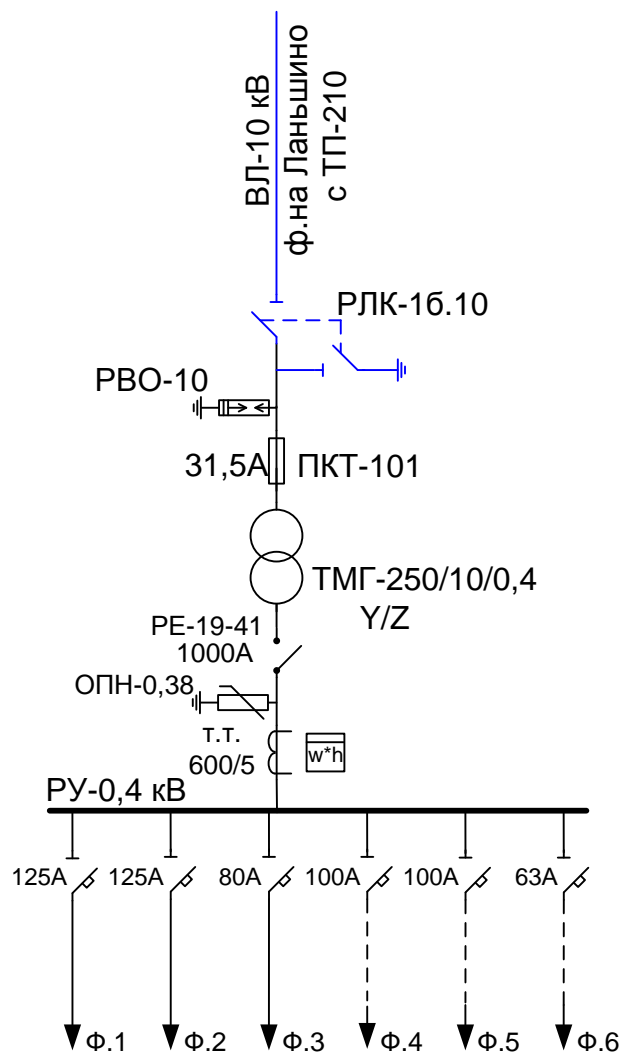 ВЛ-10 кВ
ф.на Ланьшино
с ТП-210
РЛК-1б.10
РВО-10
31,5А
ПКТ-101
ТМГ-250/10/0,4
Y/Z
РЕ-19-41
1000А
ОПН-0,38
т.т.
600/5
w*h
РУ-0,4 кВ
125А 125А 80А 100А 100А 63А
Ф.1 Ф.2 Ф.3 Ф.4 Ф.5 Ф.6